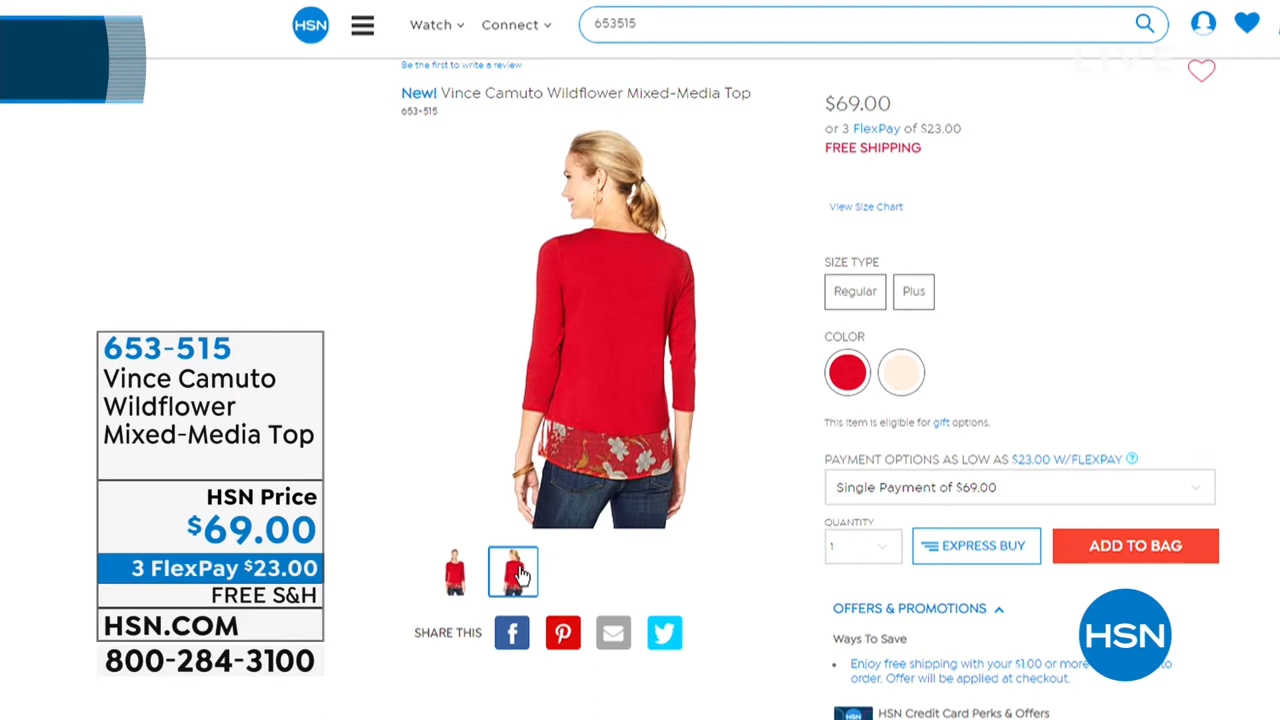 HSN
Watch
Connect
653515
LIVE
Be the first to write a review
New! Vince Camuto Wildflower Mixed-Media Top
653-515
$69.00
or 3 FlexPay of $23.00
FREE SHIPPING
View Size Chart
SIZE TYPE
Regular
Plus
COLOR
This item is eligible for gift options.
PAYMENT OPTIONS AS LOW AS $23.00 W/FLEXPAY ?
Single Payment of $69.00
QUANTITY
1
EXPRESS BUY
ADD TO BAG
OFFERS & PROMOTIONS
Ways To Save
Enjoy free shipping with your $1.00 or more to
order. Offer will be applied at checkout.
HSN Credit Card Perks & Offers
SHARE THIS
653-515
Vince Camuto
Wildflower
Mixed-Media Top
HSN Price
$69.00
3 FlexPay $23.00
FREE S&H
HSN.COM
800-284-3100
HSN